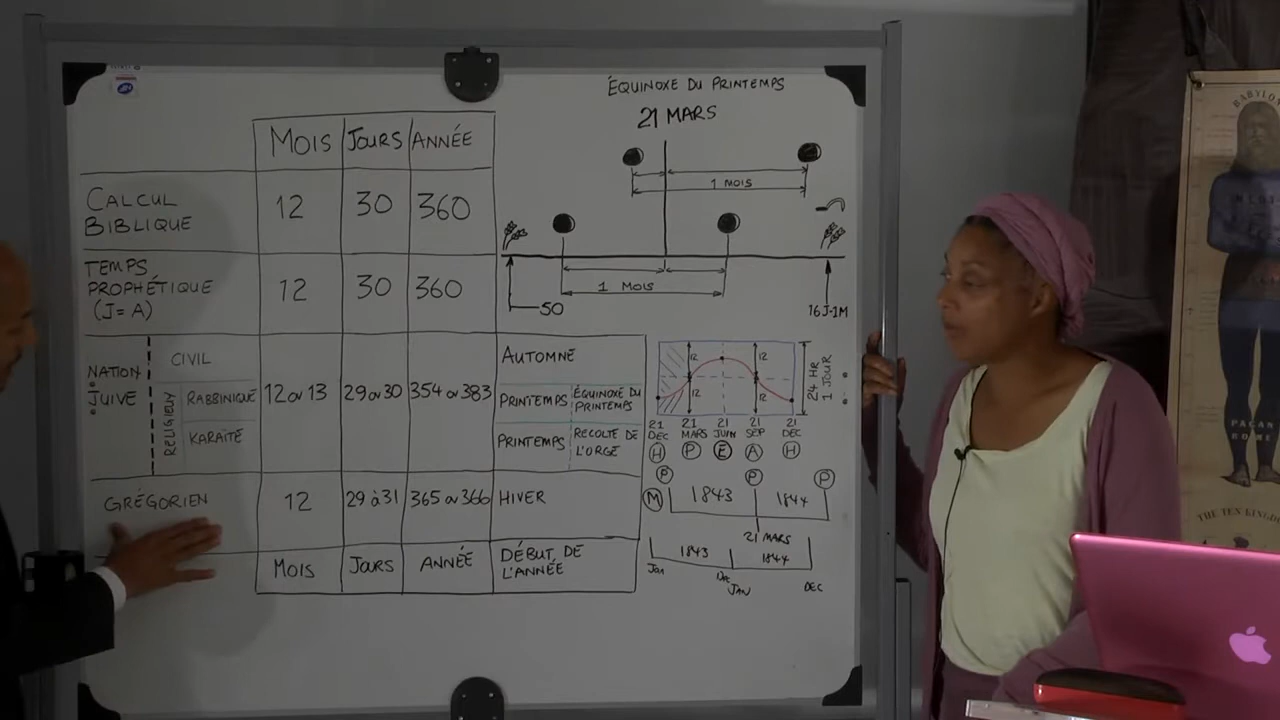 ÉQUINOXE DU PRINTEMPS
21 MARS
MOIS JOURS ANNÉE
CALCUL BIBLIQUE 12 30 360
TEMPS PROPHÉTIQUE (J=A) 12 30 360
NATION JUIVE
CIVIL
RELIGIEUX
RABBINIQUE
KARAÏTE
12 ou 13 29 ou 30 354 ou 383
AUTOMNE
PRINTEMPS ÉQUINOXE DU PRINTEMPS
PRINTEMPS RECOLTE DE L'ORGE
GRÉGORIEN 12 29 à 31 365 ou 366 HIVER
MOIS JOURS ANNÉE DÉBUT DE L'ANNÉE
1 MOIS
1 MOIS
50
16J-1M
12 12
12 12
24 HR
1 JOUR
21 DEC 21 MARS 21 JUIN 21 SEP 21 DEC
H P E A H
P P P
M 1843 1844
21 MARS
1843 1844
JAN JAN DEC
BABYLO
PAGAN
ROME
THE TEN KINGDO